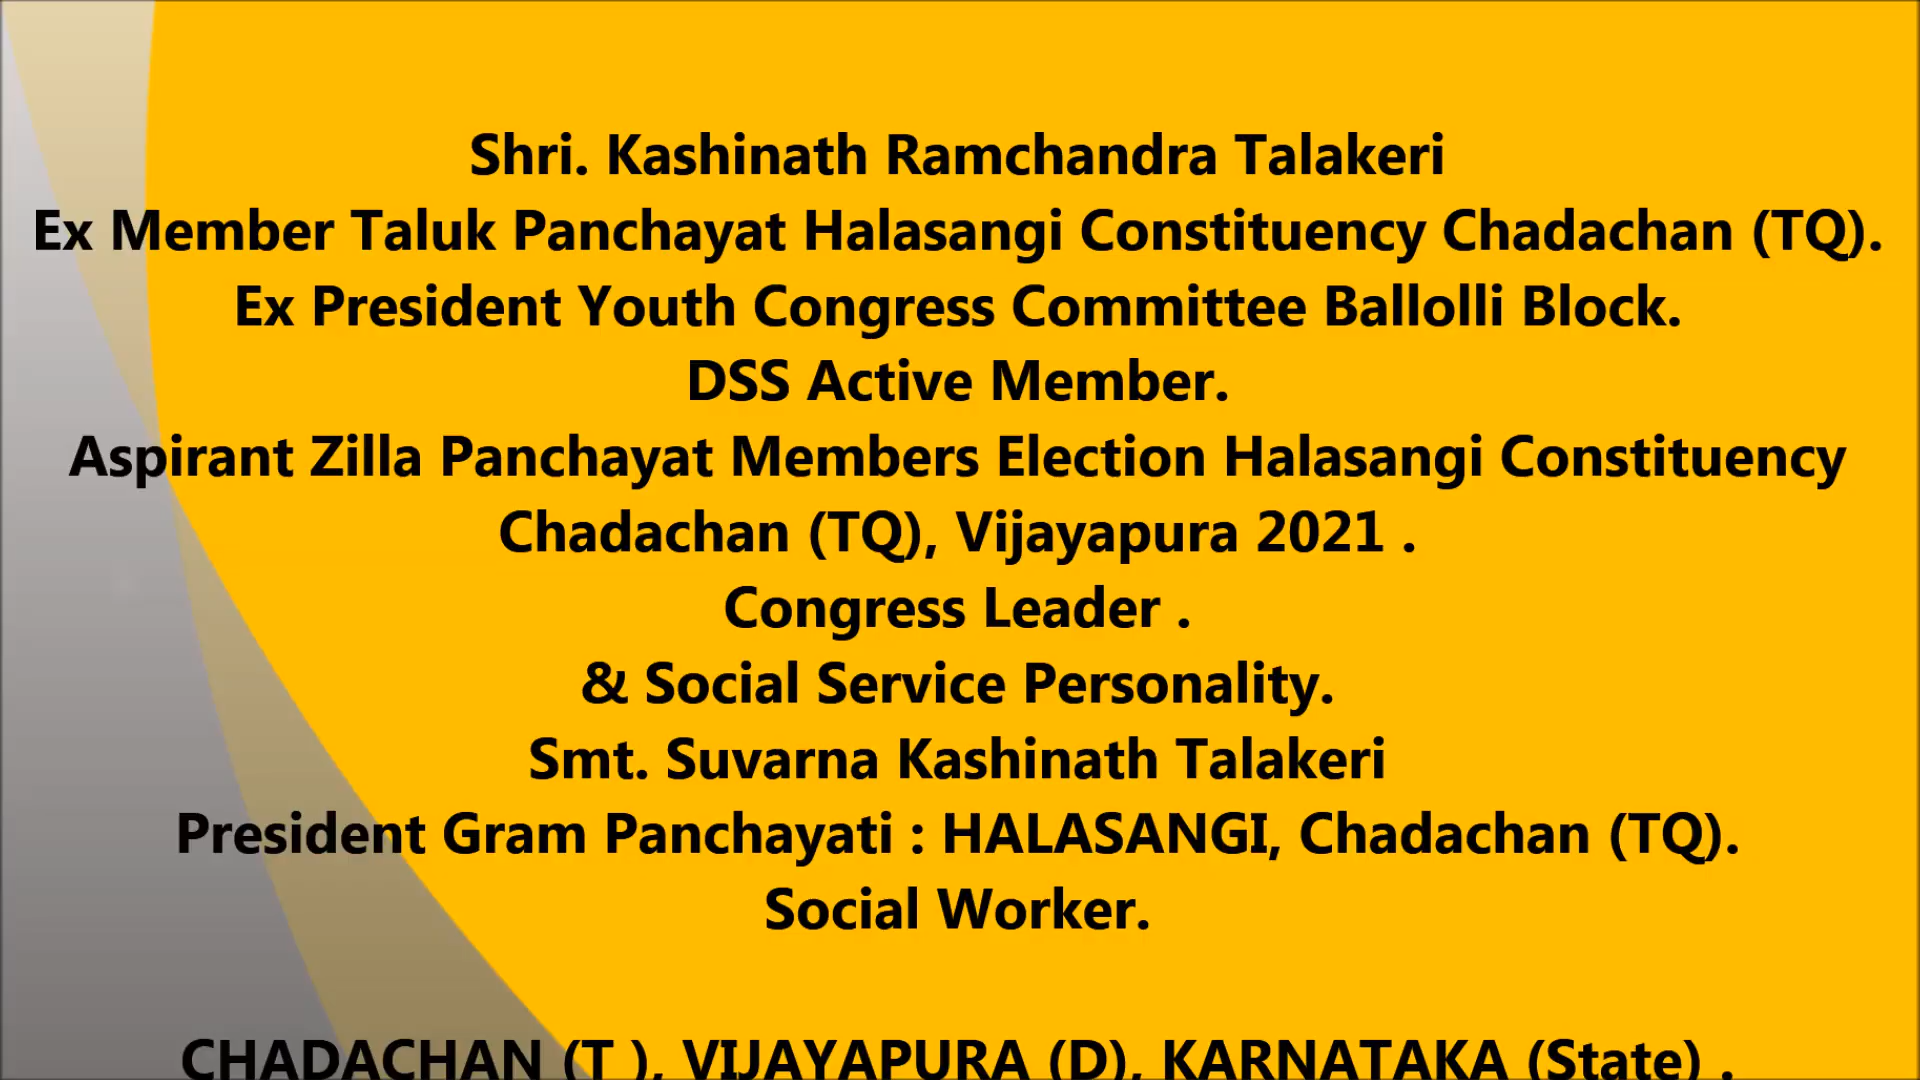 Shri. Kashinath Ramchandra Talakeri
Ex Member Taluk Panchayat Halasangi Constituency Chadachan (TQ).
Ex President Youth Congress Committee Ballolli Block.
DSS Active Member.
Aspirant Zilla Panchayat Members Election Halasangi Constituency
Chadachan (TQ), Vijayapura 2021 .
Congress Leader .
& Social Service Personality.
Smt. Suvarna Kashinath Talakeri
President Gram Panchayati : HALASANGI, Chadachan (TQ).
Social Worker.
CHADACHAN (T ), VIJAYAPURA (D), KARNATAKA (State) .